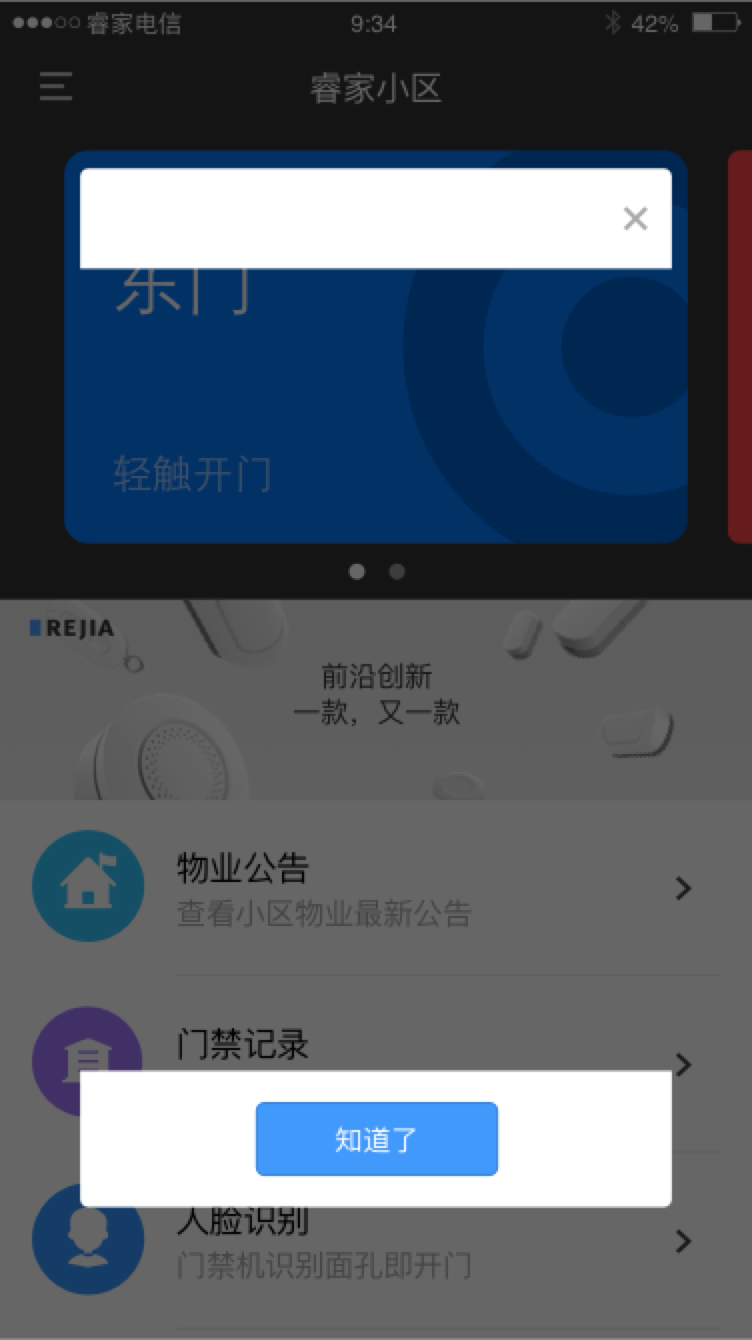 睿家电信
9:34
42%
睿家小区
东门
轻触开门
REJIA
前沿创新
一款，又一款
物业公告
查看小区物业最新公告
门禁记录
知道了
人脸识别
门禁机识别面孔即开门